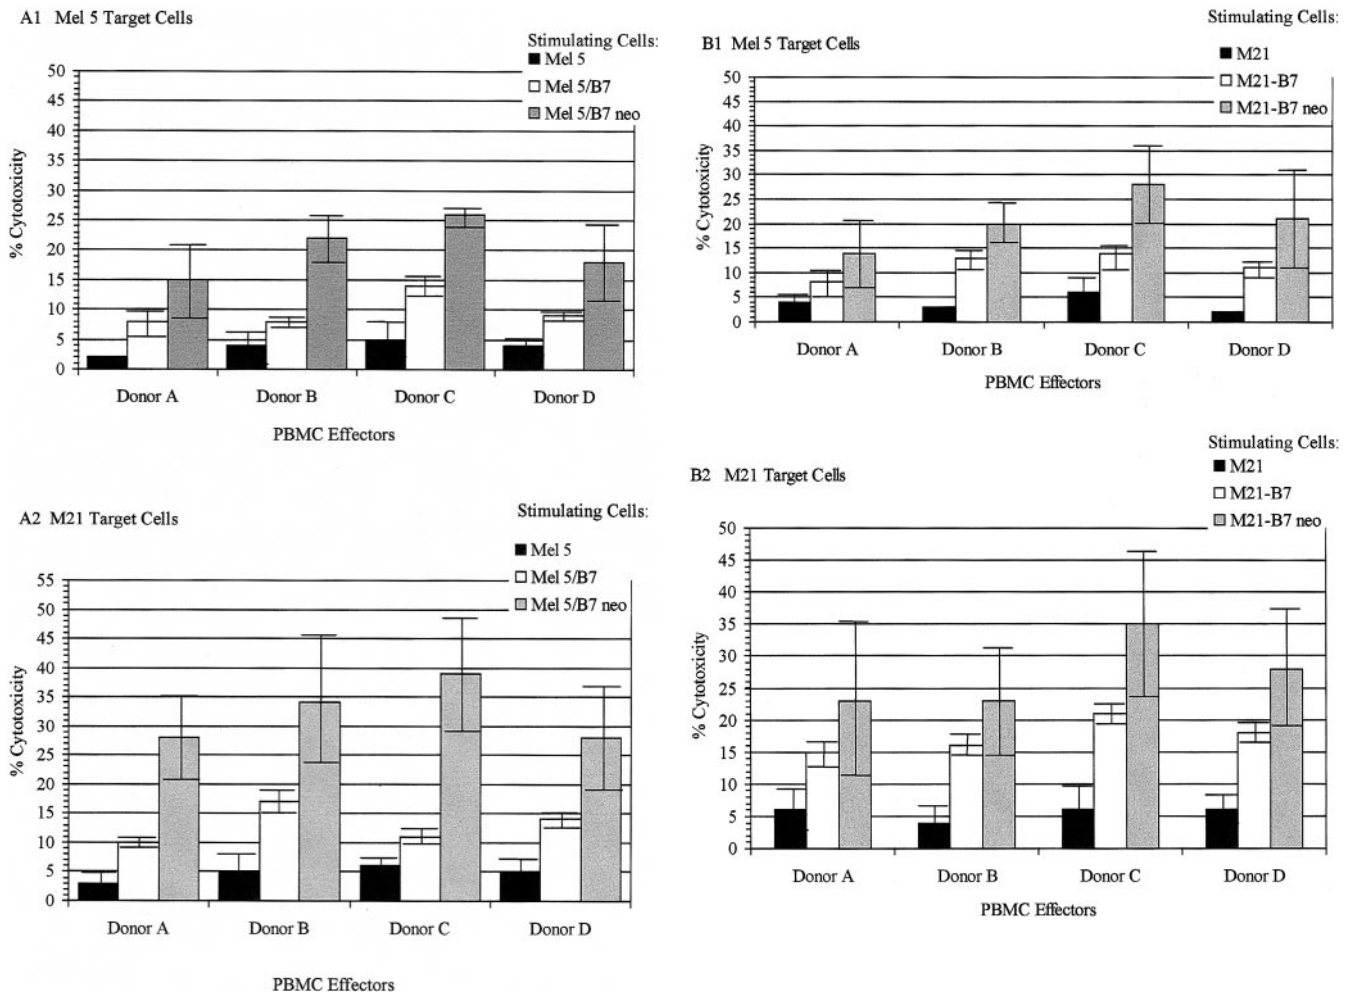 A1 Mel 5 Target Cells
Stimulating Cells:
Mel 5
Mel 5/B7
Mel 5/B7 neo
% Cytotoxicity
50
45
40
35
30
25
20
15
10
5
0
Donor A
Donor B
Donor C
Donor D
PBMC Effectors
Stimulating Cells:
B1 Mel 5 Target Cells
M21
M21-B7
M21-B7 neo
% Cytotoxicity
50
45
40
35
30
25
20
15
10
5
0
Donor A
Donor B
Donor C
Donor D
PBMC Effectors
A2 M21 Target Cells
Stimulating Cells:
Mel 5
Mel 5/B7
Mel 5/B7 neo
% Cytotoxicity
55
50
45
40
35
30
25
20
15
10
5
0
Donor A
Donor B
Donor C
Donor D
PBMC Effectors
Stimulating Cells:
B2 M21 Target Cells
M21
M21-B7
M21-B7 neo
% Cytotoxicity
50
45
40
35
30
25
20
15
10
5
0
Donor A
Donor B
Donor C
Donor D
PBMC Effectors